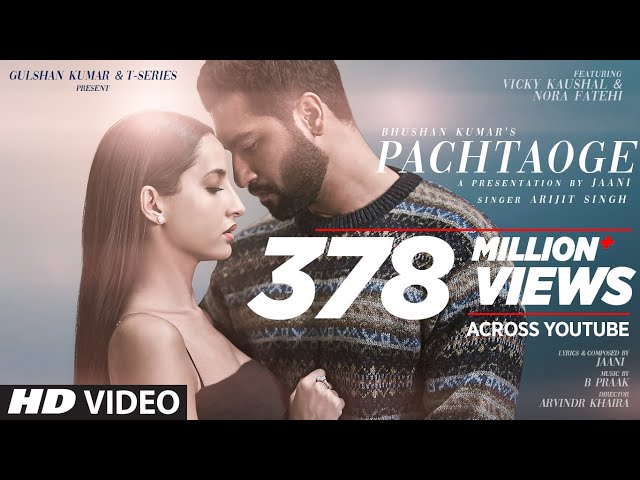 GULSHAN KUMAR & T-SERIES
PRESENT
FEATURING
VICKY KAUSHAL &
NORA FATEHI
BHUSHAN KUMAR'S
PACHTAOGE
A PRESENTATION BY JAANI
SINGER ARIJIT SINGH
378 MILLION+
VIEWS
ACROSS YOUTUBE
LYRICS & COMPOSED BY
JAANI
MUSIC BY
B PRAAK
DIRECTOR
ARVINDR KHAIRA
HD VIDEO